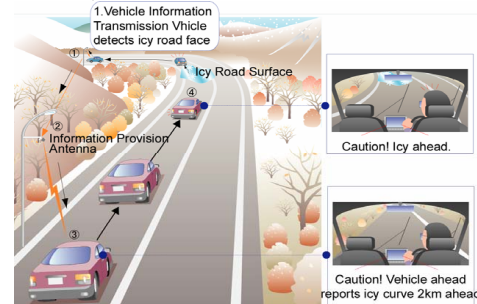 1.Vehicle Information
Transmission Vhicle
detects icy road face
①
Icy Road Surface
④
②
Information Provision
Antenna
③
Caution! Icy ahead.
Caution! Vehicle ahead
reports icy curve 2km ahead